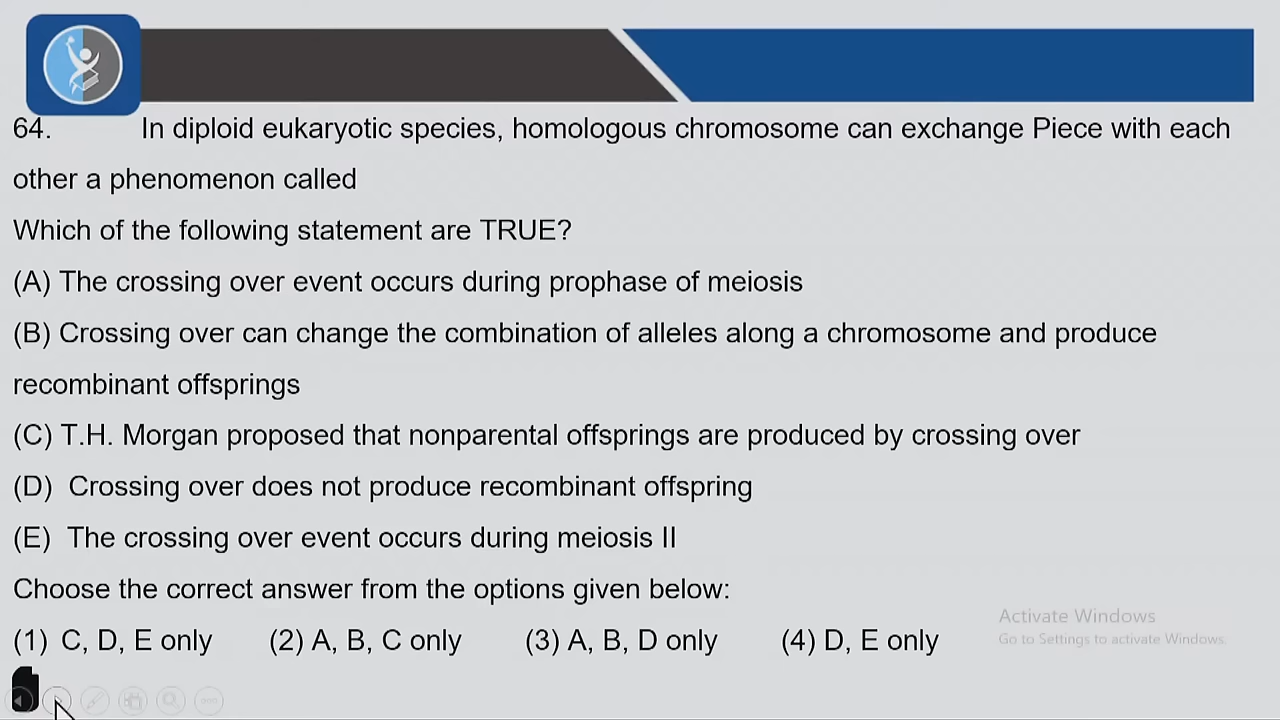 64. In diploid eukaryotic species, homologous chromosome can exchange Piece with each
other a phenomenon called
Which of the following statement are TRUE?
(A) The crossing over event occurs during prophase of meiosis
(B) Crossing over can change the combination of alleles along a chromosome and produce
recombinant offsprings
(C) T.H. Morgan proposed that nonparental offsprings are produced by crossing over
(D) Crossing over does not produce recombinant offspring
(E) The crossing over event occurs during meiosis II
Choose the correct answer from the options given below:
(1) C, D, E only (2) A, B, C only (3) A, B, D only (4) D, E only
Activate Windows
Go to Settings to activate Windows.